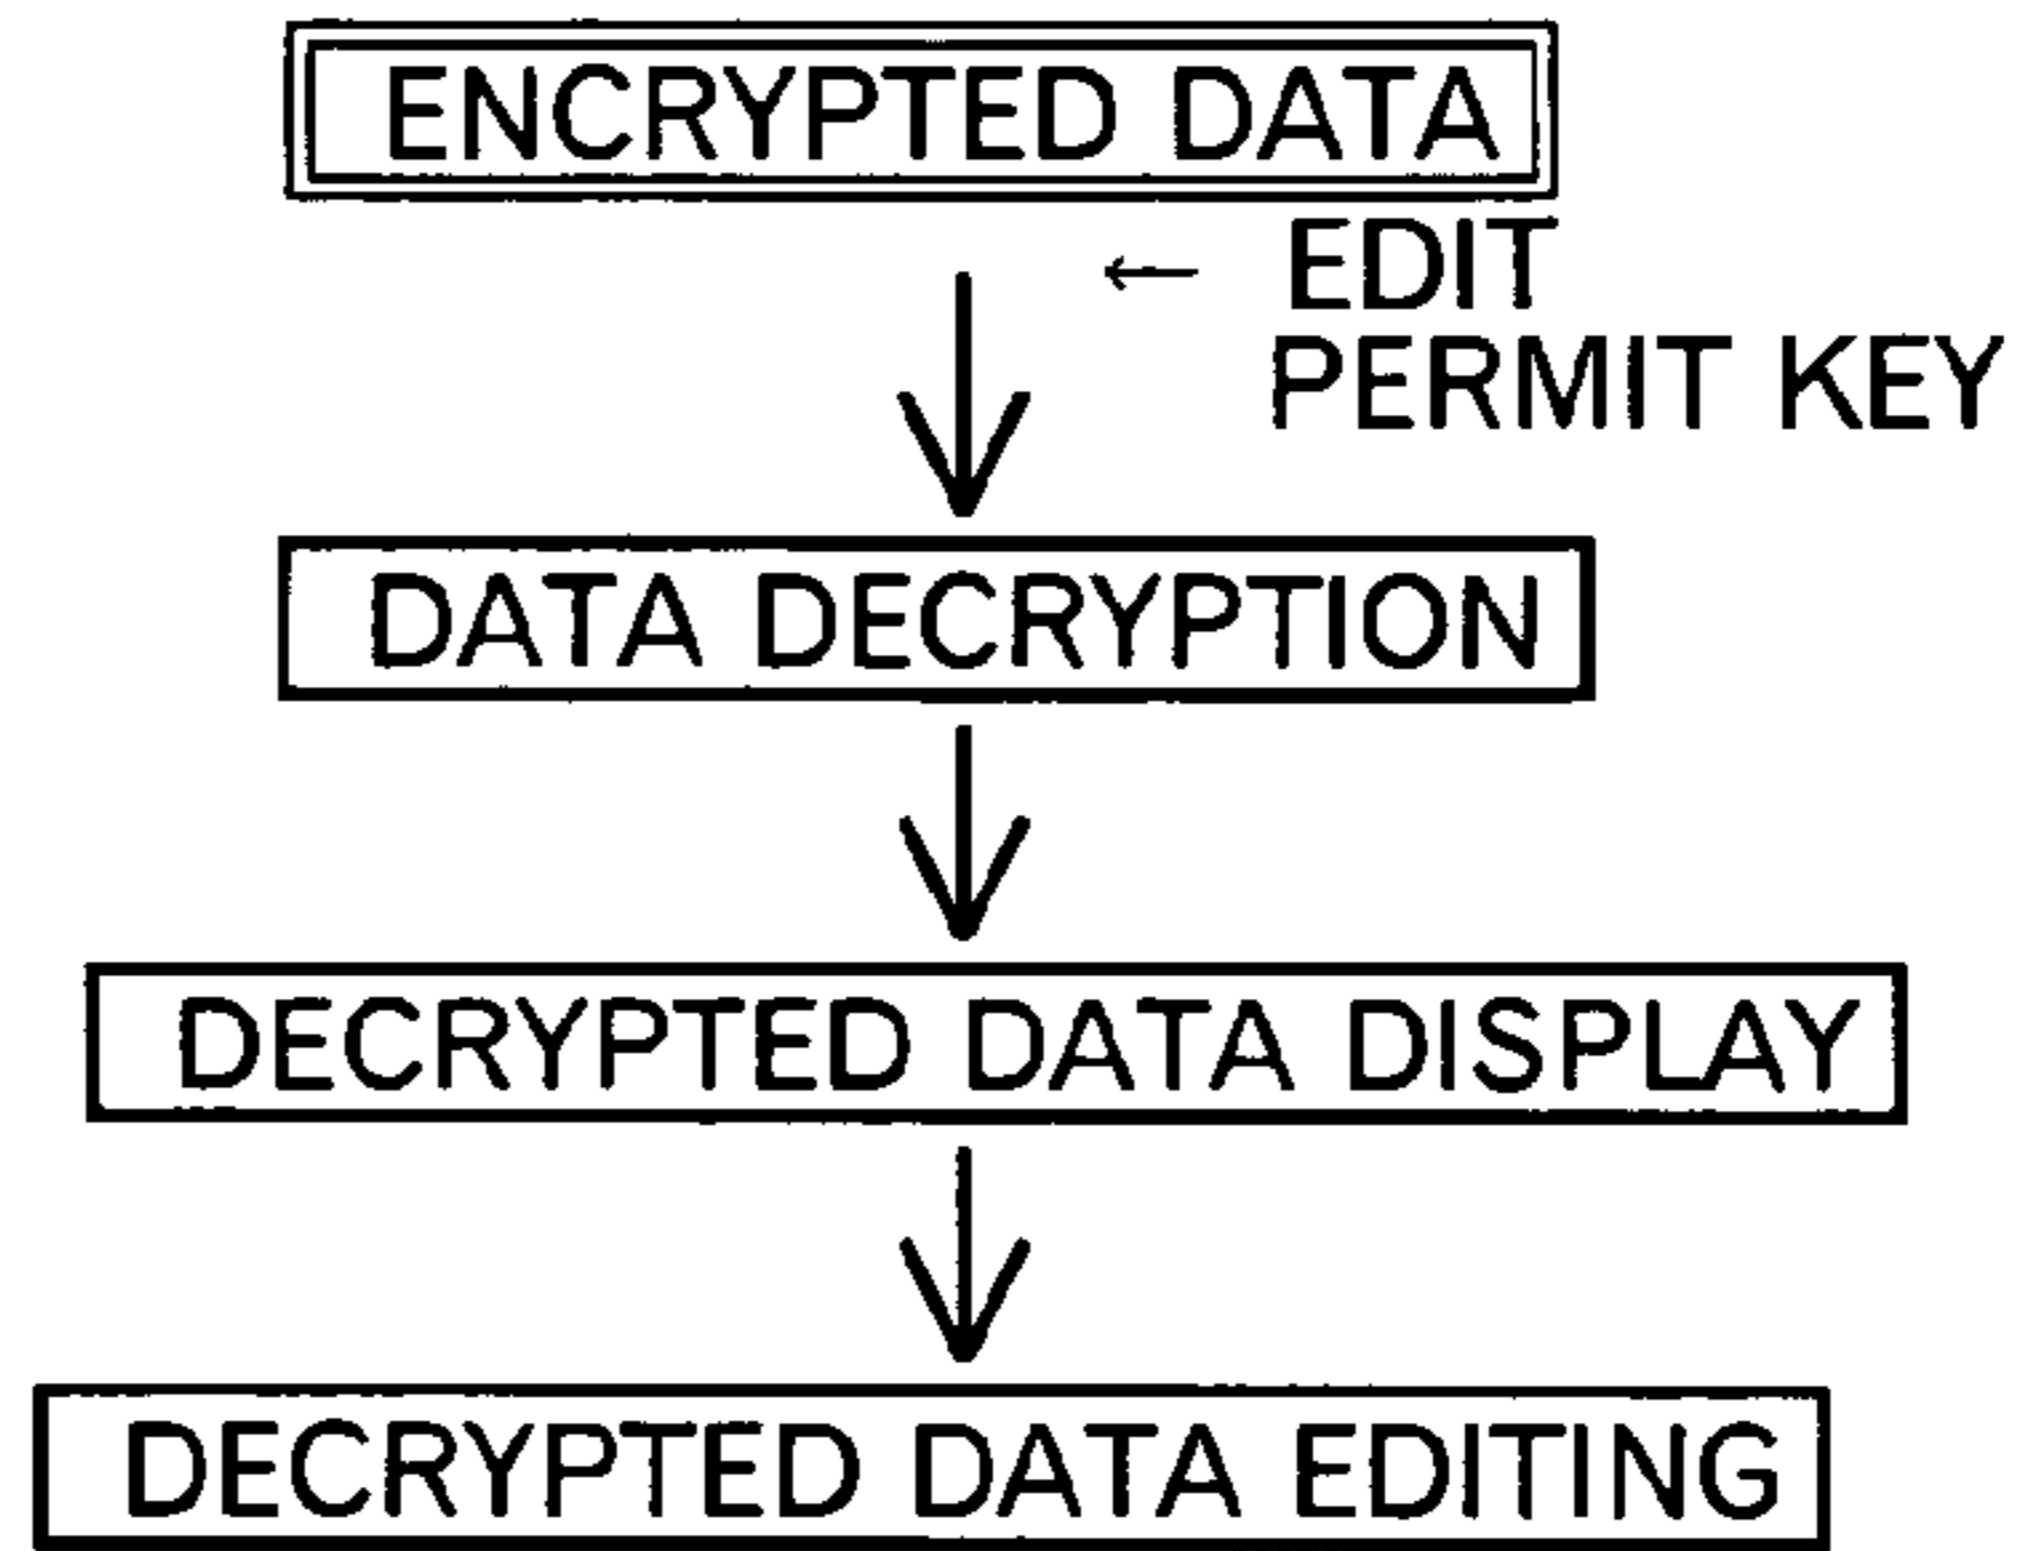 ENCRYPTED DATA
← EDIT
PERMIT KEY
DATA DECRYPTION
DECRYPTED DATA DISPLAY
DECRYPTED DATA EDITING